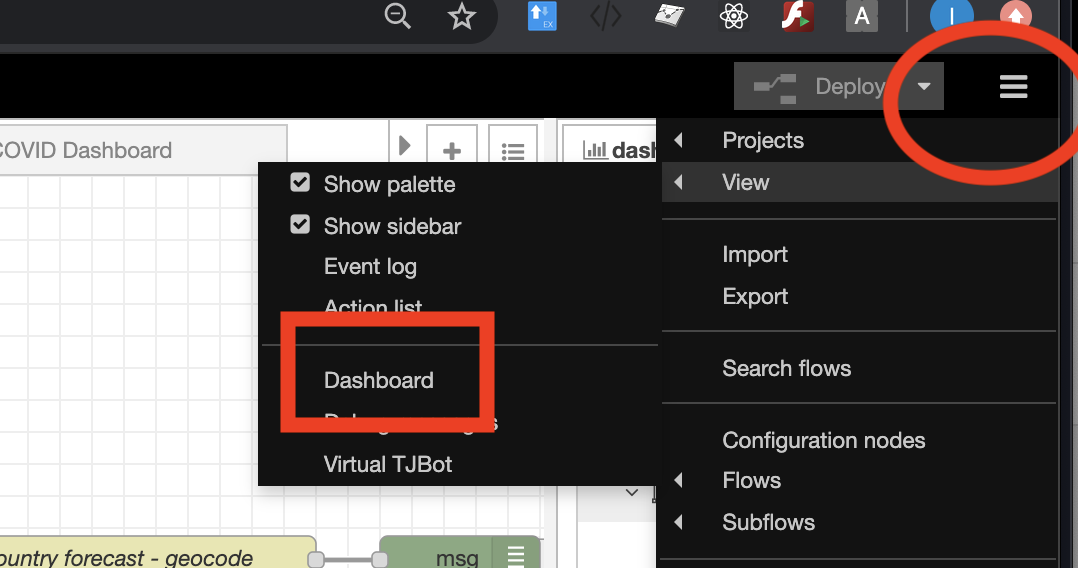 EX
A
I
Deploy
COVID Dashboard
dash
Projects
View
Import
Export
Search flows
Configuration nodes
Flows
Subflows
Show palette
Show sidebar
Event log
Action list
Dashboard
Virtual TJBot
ountry forecast - geocode
msg